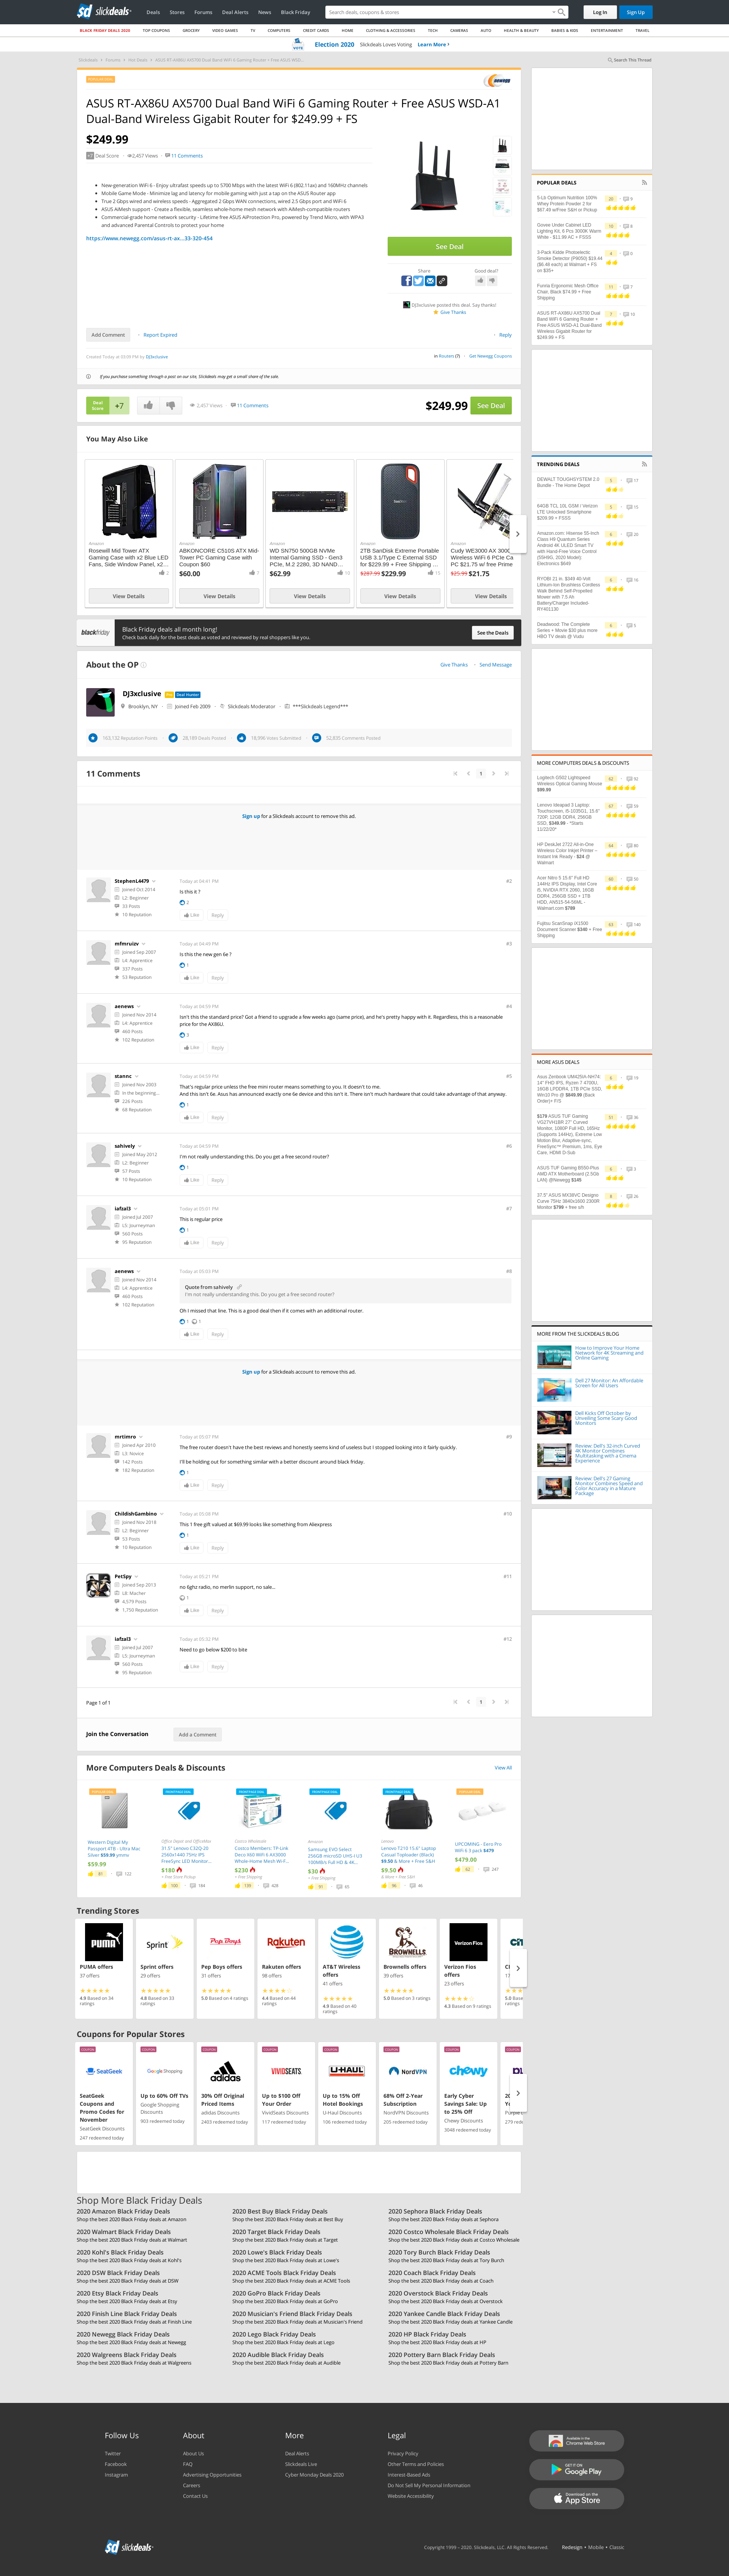 slickdeals
Deals Stores Forums Deal Alerts News Black Friday
Search deals, coupons & stores
Log In Sign Up
BLACK FRIDAY DEALS 2020 TOP COUPONS GROCERY VIDEO GAMES TV COMPUTERS CREDIT CARDS HOME CLOTHING & ACCESSORIES TECH CAMERAS AUTO HEALTH & BEAUTY BABIES & KIDS ENTERTAINMENT TRAVEL
VOTE Election 2020 Slickdeals Loves Voting Learn More ›
Search This Thread
newegg
ASUS RT-AX86U AX5700 Dual Band WiFi 6 Gaming Router + Free ASUS WSD-A1
Dual-Band Wireless Gigabit Router for $249.99 + FS
$249.99
+7 Deal Score 2,457 Views 11 Comments
New-generation WiFi 6 - Enjoy ultrafast speeds up to 5700 Mbps with the latest WiFi 6 (802.11ax) and 160MHz channels
Mobile Game Mode - Minimize lag and latency for mobile gaming with just a tap on the ASUS Router app
True 2 Gbps wired and wireless speeds - Aggregated 2 Gbps WAN connections, wired 2.5 Gbps port and WiFi 6
ASUS AiMesh support - Create a flexible, seamless whole-home mesh network with AiMesh-compatible routers
Commercial-grade home network security - Lifetime free ASUS AiProtection Pro, powered by Trend Micro, with WPA3
and advanced Parental Controls to protect your home
https://www.newegg.com/asus-rt-ax...33-320-454
See Deal
Share Good deal?
DJ3xclusive posted this deal. Say thanks!
Give Thanks
Add Comment Report Expired Reply
Created Today at 03:34 PM by DJ3xclusive
in Routers (?) Get Newegg Coupons
If you purchase something through a post on our site, Slickdeals may get a small share of the sale.
Deal Score +7 2,457 Views 11 Comments $249.99 See Deal
You May Also Like
Amazon
Rosewill Mid Tower ATX
Gaming Case with x2 Blue LED
Fans, Side Window Panel, x2...
View Details
Amazon
ABKONCORE C510S ATX Mid-
Tower PC Gaming Case with
Coupon $60
$60.00
View Details
Amazon
WD SN750 500GB NVMe
Internal Gaming SSD - Gen3
PCIe, M.2 2280, 3D NAND...
$62.99
View Details
Amazon
2TB SanDisk Extreme Portable
USB 3.1/Type C External SSD
for $229.99 + Free Shipping ...
$287.99 $229.99
View Details
Amazon
Cudy WE3000 AX 3000
Wireless WiFi 6 PCIe Ca
PC $21.75 w/ free Prime
$25.99 $21.75
View Details
blackfriday
Black Friday deals all month long!
Check back daily for the best deals as voted and reviewed by real shoppers like you.
See the Deals
About the OP
Give Thanks Send Message
DJ3xclusive Pro Deal Hunter
Brooklyn, NY Joined Feb 2009 Slickdeals Moderator ***Slickdeals Legend***
163,132 Reputation Points 28,189 Deals Posted 18,996 Votes Submitted 52,835 Comments Posted
11 Comments
1
Sign up for a Slickdeals account to remove this ad.
StephenL4479
Joined Oct 2014
L2: Beginner
33 Posts
10 Reputation
Today at 04:41 PM #2
Is this it ?
2
Like Reply
mfmruizv
Joined Sep 2007
L4: Apprentice
337 Posts
53 Reputation
Today at 04:49 PM #3
Is this the new gen 6e ?
1
Like Reply
aenews
Joined Nov 2014
L4: Apprentice
460 Posts
102 Reputation
Today at 04:59 PM #4
Isn't this the standard price? Got a friend to upgrade a few weeks ago (same price), and he's pretty happy with it. Regardless, this is a reasonable
price for the AX86U.
3
Like Reply
stannc
Joined Nov 2003
In the beginning...
226 Posts
68 Reputation
Today at 04:59 PM #5
That's regular price unless the free mini router means something to you. It doesn't to me.
And this isn't 6e. Asus has announced exactly one 6e device and this isn't it. There isn't much hardware that could take advantage of that anyway.
1
Like Reply
sahively
Joined May 2012
L2: Beginner
57 Posts
10 Reputation
Today at 04:59 PM #6
I'm not really understanding this. Do you get a free second router?
1
Like Reply
iafzal3
Joined Jul 2007
L5: Journeyman
560 Posts
95 Reputation
Today at 05:01 PM #7
This is regular price
1
Like Reply
aenews
Joined Nov 2014
L4: Apprentice
460 Posts
102 Reputation
Today at 05:03 PM #8
Quote from sahively
I'm not really understanding this. Do you get a free second router?
Oh I missed that line. This is a good deal then if it comes with an additional router.
1 1
Like Reply
Sign up for a Slickdeals account to remove this ad.
mrtimro
Joined Apr 2010
L3: Novice
142 Posts
182 Reputation
Today at 05:07 PM #9
The free router doesn't have the best reviews and honestly seems kind of useless but I stopped looking into it fairly quickly.
I'll be holding out for something similar with a better discount around black friday.
1
Like Reply
ChildishGambino
Joined Nov 2018
L2: Beginner
53 Posts
10 Reputation
Today at 05:08 PM #10
This 1 free gift valued at $69.99 looks like something from Aliexpress
1
Like Reply
PetSpy
Joined Sep 2013
L8: Macher
4,579 Posts
1,750 Reputation
Today at 05:21 PM #11
no 6ghz radio, no merlin support, no sale...
1
Like Reply
iafzal3
Joined Jul 2007
L5: Journeyman
560 Posts
95 Reputation
Today at 05:32 PM #12
Need to go below $200 to bite
Like Reply
Page 1 of 1
1
Join the Conversation Add a Comment
More Computers Deals & Discounts View All
Western Digital My
Passport 4TB - Ultra Mac
Silver $59.99 ymmv
$59.99
Office Depot and OfficeMax
31.5" Lenovo C32Q-20
2560x1440 75Hz IPS
FreeSync LED Monitor...
$180
+ Free Store Pickup
Costco Wholesale
Costco Members: TP-Link
Deco X60 WiFi 6 AX3000
Whole-Home Mesh Wi-F...
$230
+ Free Shipping
Amazon
Samsung EVO Select
256GB microSD UHS-I U3
100MB/s Full HD & 4K...
$30
+ Free Shipping
Lenovo
Lenovo T210 15.6" Laptop
Casual Toploader (Black)
$9.50 & More + Free S&H
$9.50
& More + Free S&H
UPCOMING - Eero Pro
WiFi 6 3 pack $479
$479.00
Trending Stores
PUMA offers
37 offers
4.9 Based on 34
ratings
Sprint offers
29 offers
4.8 Based on 33
ratings
Pep Boys offers
31 offers
5.0 Based on 4 ratings
Rakuten offers
98 offers
4.4 Based on 44
ratings
AT&T Wireless
offers
41 offers
4.9 Based on 40
ratings
Brownells offers
39 offers
5.0 Based on 3 ratings
Verizon Fios
offers
23 offers
4.3 Based on 9 ratings
Coupons for Popular Stores
SeatGeek
Coupons and
Promo Codes for
November
SeatGeek Discounts
247 redeemed today
Up to 60% Off TVs
Google Shopping
Discounts
903 redeemed today
30% Off Original
Priced Items
adidas Discounts
2403 redeemed today
Up to $100 Off
Your Order
VividSeats Discounts
117 redeemed today
Up to 15% Off
Hotel Bookings
U-Haul Discounts
106 redeemed today
68% Off 2-Year
Subscription
NordVPN Discounts
205 redeemed today
Early Cyber
Savings Sale: Up
to 25% Off
Chewy Discounts
3048 redeemed today
Shop More Black Friday Deals
2020 Amazon Black Friday Deals
Shop the best 2020 Black Friday deals at Amazon
2020 Best Buy Black Friday Deals
Shop the best 2020 Black Friday deals at Best Buy
2020 Sephora Black Friday Deals
Shop the best 2020 Black Friday deals at Sephora
2020 Walmart Black Friday Deals
Shop the best 2020 Black Friday deals at Walmart
2020 Target Black Friday Deals
Shop the best 2020 Black Friday deals at Target
2020 Costco Wholesale Black Friday Deals
Shop the best 2020 Black Friday deals at Costco Wholesale
2020 Kohl's Black Friday Deals
Shop the best 2020 Black Friday deals at Kohl's
2020 Lowe's Black Friday Deals
Shop the best 2020 Black Friday deals at Lowe's
2020 Tory Burch Black Friday Deals
Shop the best 2020 Black Friday deals at Tory Burch
2020 DSW Black Friday Deals
Shop the best 2020 Black Friday deals at DSW
2020 ACME Tools Black Friday Deals
Shop the best 2020 Black Friday deals at ACME Tools
2020 Coach Black Friday Deals
Shop the best 2020 Black Friday deals at Coach
2020 Etsy Black Friday Deals
Shop the best 2020 Black Friday deals at Etsy
2020 GoPro Black Friday Deals
Shop the best 2020 Black Friday deals at GoPro
2020 Overstock Black Friday Deals
Shop the best 2020 Black Friday deals at Overstock
2020 Finish Line Black Friday Deals
Shop the best 2020 Black Friday deals at Finish Line
2020 Musician's Friend Black Friday Deals
Shop the best 2020 Black Friday deals at Musician's Friend
2020 Yankee Candle Black Friday Deals
Shop the best 2020 Black Friday deals at Yankee Candle
2020 Newegg Black Friday Deals
Shop the best 2020 Black Friday deals at Newegg
2020 Lego Black Friday Deals
Shop the best 2020 Black Friday deals at Lego
2020 HP Black Friday Deals
Shop the best 2020 Black Friday deals at HP
2020 Walgreens Black Friday Deals
Shop the best 2020 Black Friday deals at Walgreens
2020 Audible Black Friday Deals
Shop the best 2020 Black Friday deals at Audible
2020 Pottery Barn Black Friday Deals
Shop the best 2020 Black Friday deals at Pottery Barn
POPULAR DEALS
5-Lb Optimum Nutrition 100%
Whey Protein Powder 2 for
$67.49 w/Free S&H or Pickup
Govee Under Cabinet LED
Lighting Kit, 6 Pcs 3000K Warm
White - $11.99 AC + FSSS
3-Pack Kidde Photoelectic
Smoke Detector (P9050) $19.44
($6.48 each) at Walmart + FS
on $35+
Funria Ergonomic Mesh Office
Chair, Black $74.99 + Free
Shipping
ASUS RT-AX86U AX5700 Dual
Band WiFi 6 Gaming Router +
Free ASUS WSD-A1 Dual-Band
Wireless Gigabit Router for
$249.99 + FS
TRENDING DEALS
DEWALT TOUGHSYSTEM 2.0
Bundle - The Home Depot
64GB TCL 10L GSM / Verizon
LTE Unlocked Smartphone
$209.99 + FSSS
Amazon.com: Hisense 55-Inch
Class H9 Quantum Series
Android 4K ULED Smart TV
with Hand-Free Voice Control
(55H9G, 2020 Model):
Electronics $649
RYOBI 21 in. $349 40-Volt
Lithium-Ion Brushless Cordless
Walk Behind Self-Propelled
Mower with 7.5 Ah
Battery/Charger Included-
RY401130
Deadwood: The Complete
Series + Movie $30 plus more
HBO TV deals @ Vudu
MORE COMPUTERS DEALS & DISCOUNTS
Logitech G502 Lightspeed
Wireless Optical Gaming Mouse
$99.99
Lenovo Ideapad 3 Laptop:
Touchscreen, i5-1035G1, 15.6"
720P, 12GB DDR4, 256GB
SSD, $349.99 - *Starts
11/22/20*
HP DeskJet 2722 All-in-One
Wireless Color Inkjet Printer –
Instant Ink Ready - $24 @
Walmart
Acer Nitro 5 15.6" Full HD
144Hz IPS Display, Intel Core
i5, NVIDIA RTX 2060, 16GB
DDR4, 256GB SSD + 1TB
HDD, AN515-54-56ML -
Walmart.com $799
Fujitsu ScanSnap iX1500
Document Scanner $340 + Free
Shipping
MORE ASUS DEALS
Asus Zenbook UM425IA-NH74:
14" FHD IPS, Ryzen 7 4700U,
16GB LPDDR4, 1TB PCIe SSD,
Win10 Pro @ $849.99 (Back
Order)+ F/S
$179 ASUS TUF Gaming
VG27VH1BR 27" Curved
Monitor, 1080P Full HD, 165Hz
(Supports 144Hz), Extreme Low
Motion Blur, Adaptive-sync,
FreeSync™ Premium, 1ms, Eye
Care, HDMI D-Sub
ASUS TUF Gaming B550-Plus
AMD ATX Motherboard (2.5Gb
LAN) @Newegg $145
37.5" ASUS MX38VC Designo
Curve 75Hz 3840x1600 2300R
Monitor $799 + free s/h
MORE FROM THE SLICKDEALS BLOG
How to Improve Your Home
Network for 4K Streaming and
Online Gaming
Dell 27 Monitor: An Affordable
Screen for All Users
Dell Kicks Off October by
Unveiling Some Scary Good
Monitors
Review: Dell's 32-inch Curved
4K Monitor Combines
Multitasking with a Cinema
Experience
Review: Dell's 27 Gaming
Monitor Combines Speed and
Color Accuracy in a Mature
Package
Follow Us
Twitter
Facebook
Instagram
About
About Us
FAQ
Advertising Opportunities
Careers
Contact Us
More
Deal Alerts
Slickdeals Live
Cyber Monday Deals 2020
Legal
Privacy Policy
Other Terms and Policies
Interest-Based Ads
Do Not Sell My Personal Information
Website Accessibility
Available in the Chrome Web Store
GET IT ON Google Play
Download on the App Store
slickdeals
Copyright 1999 – 2020. Slickdeals, LLC. All Rights Reserved. Redesign • Mobile • Classic